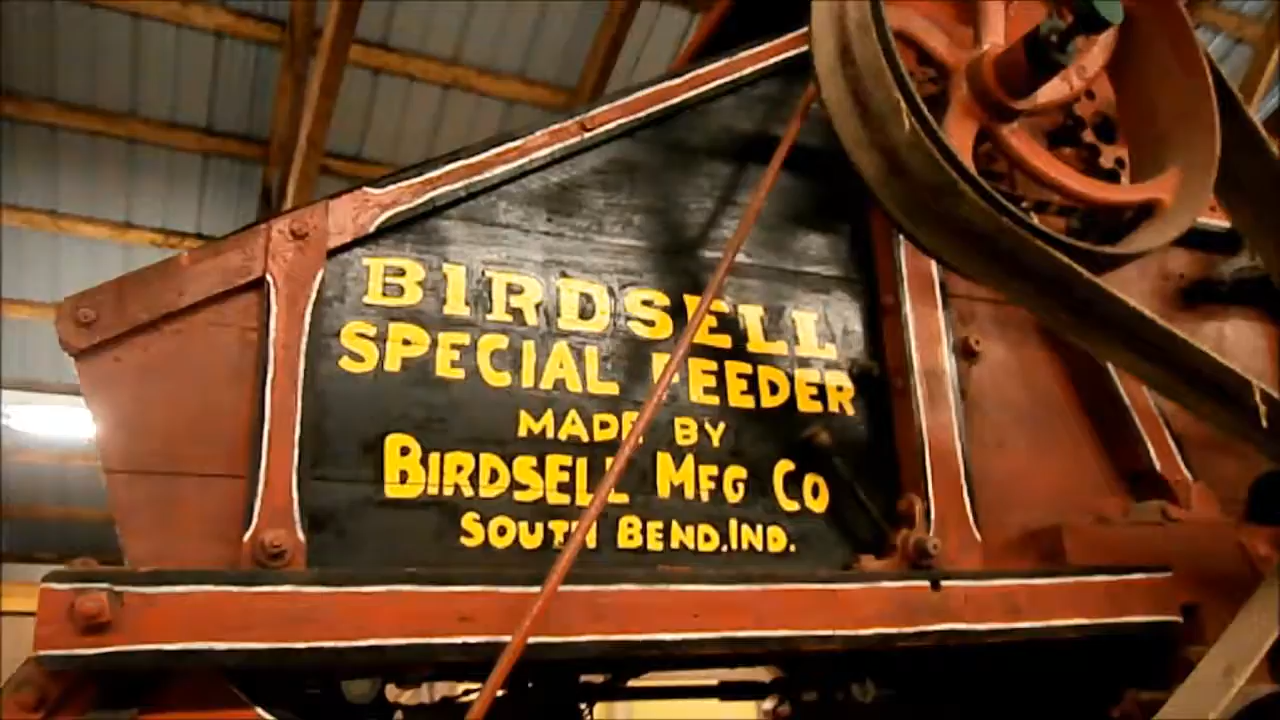 BIRDSELL
SPECIAL FEEDER
MADE BY
BIRDSELL MFG CO
SOUTH BEND. IND.